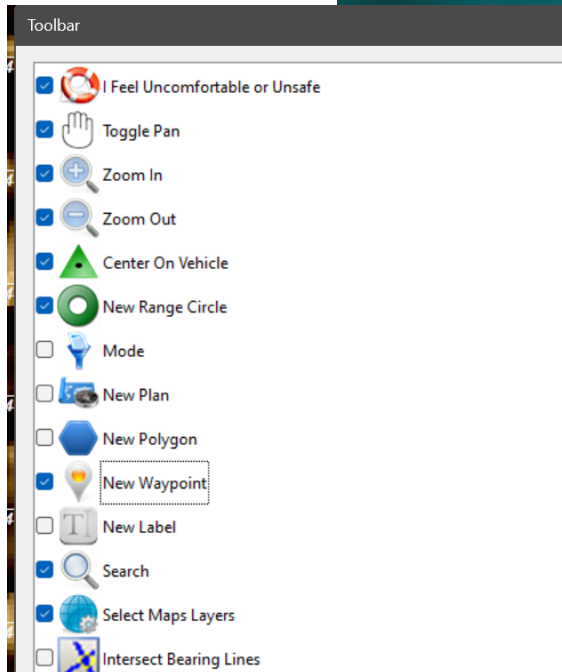 Toolbar
I Feel Uncomfortable or Unsafe
Toggle Pan
Zoom In
Zoom Out
Center On Vehicle
New Range Circle
Mode
New Plan
New Polygon
New Waypoint
T New Label
Search
Select Maps Layers
Intersect Bearing Lines